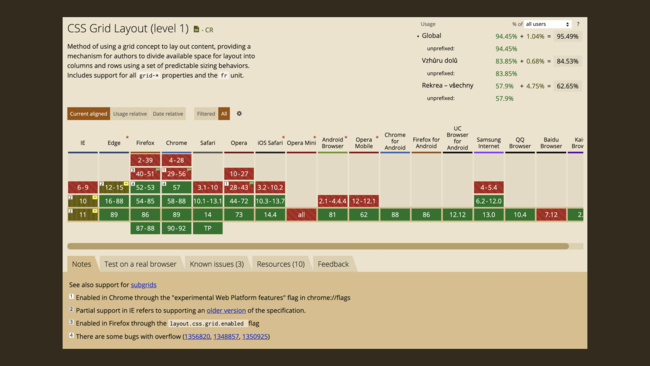 CSS Grid Layout (level 1) - CR
Method of using a grid concept to lay out content, providing a
mechanism for authors to divide available space for layout into
columns and rows using a set of predictable sizing behaviors.
Includes support for all grid-* properties and the fr unit.
Usage % of all users ?
Global 94.45% + 1.04% = 95.49%
unprefixed: 94.45%
Vzhůru dolů 83.85% + 0.68% = 84.53%
unprefixed: 83.85%
Rekrea – všechny 57.9% + 4.75% = 62.65%
unprefixed: 57.9%
Current aligned Usage relative Date relative Filtered All
IE Edge Firefox Chrome Safari Opera iOS Safari Opera Mini Android Browser Opera Mobile Chrome for Android Firefox for Android UC Browser for Android Samsung Internet QQ Browser Baidu Browser
2-39 4-28
40-51 29-56 10-27
6-9 12-15 52-53 57 3.1-10 28-43 3.2-10.2 4-5.4
10 16-88 54-85 58-88 10.1-13.1 44-72 10.3-13.7 2.1-4.4.4 12-12.1 6.2-12.0
11 89 86 89 14 73 14.4 all 81 62 88 86 12.12 13.0 10.4 7.12 2.
87-88 90-92 TP
Notes Test on a real browser Known issues (3) Resources (10) Feedback
See also support for subgrids
1 Enabled in Chrome through the "experimental Web Platform features" flag in chrome://flags
2 Partial support in IE refers to supporting an older version of the specification.
3 Enabled in Firefox through the layout.css.grid.enabled flag
4 There are some bugs with overflow (1356820, 1348857, 1350925)